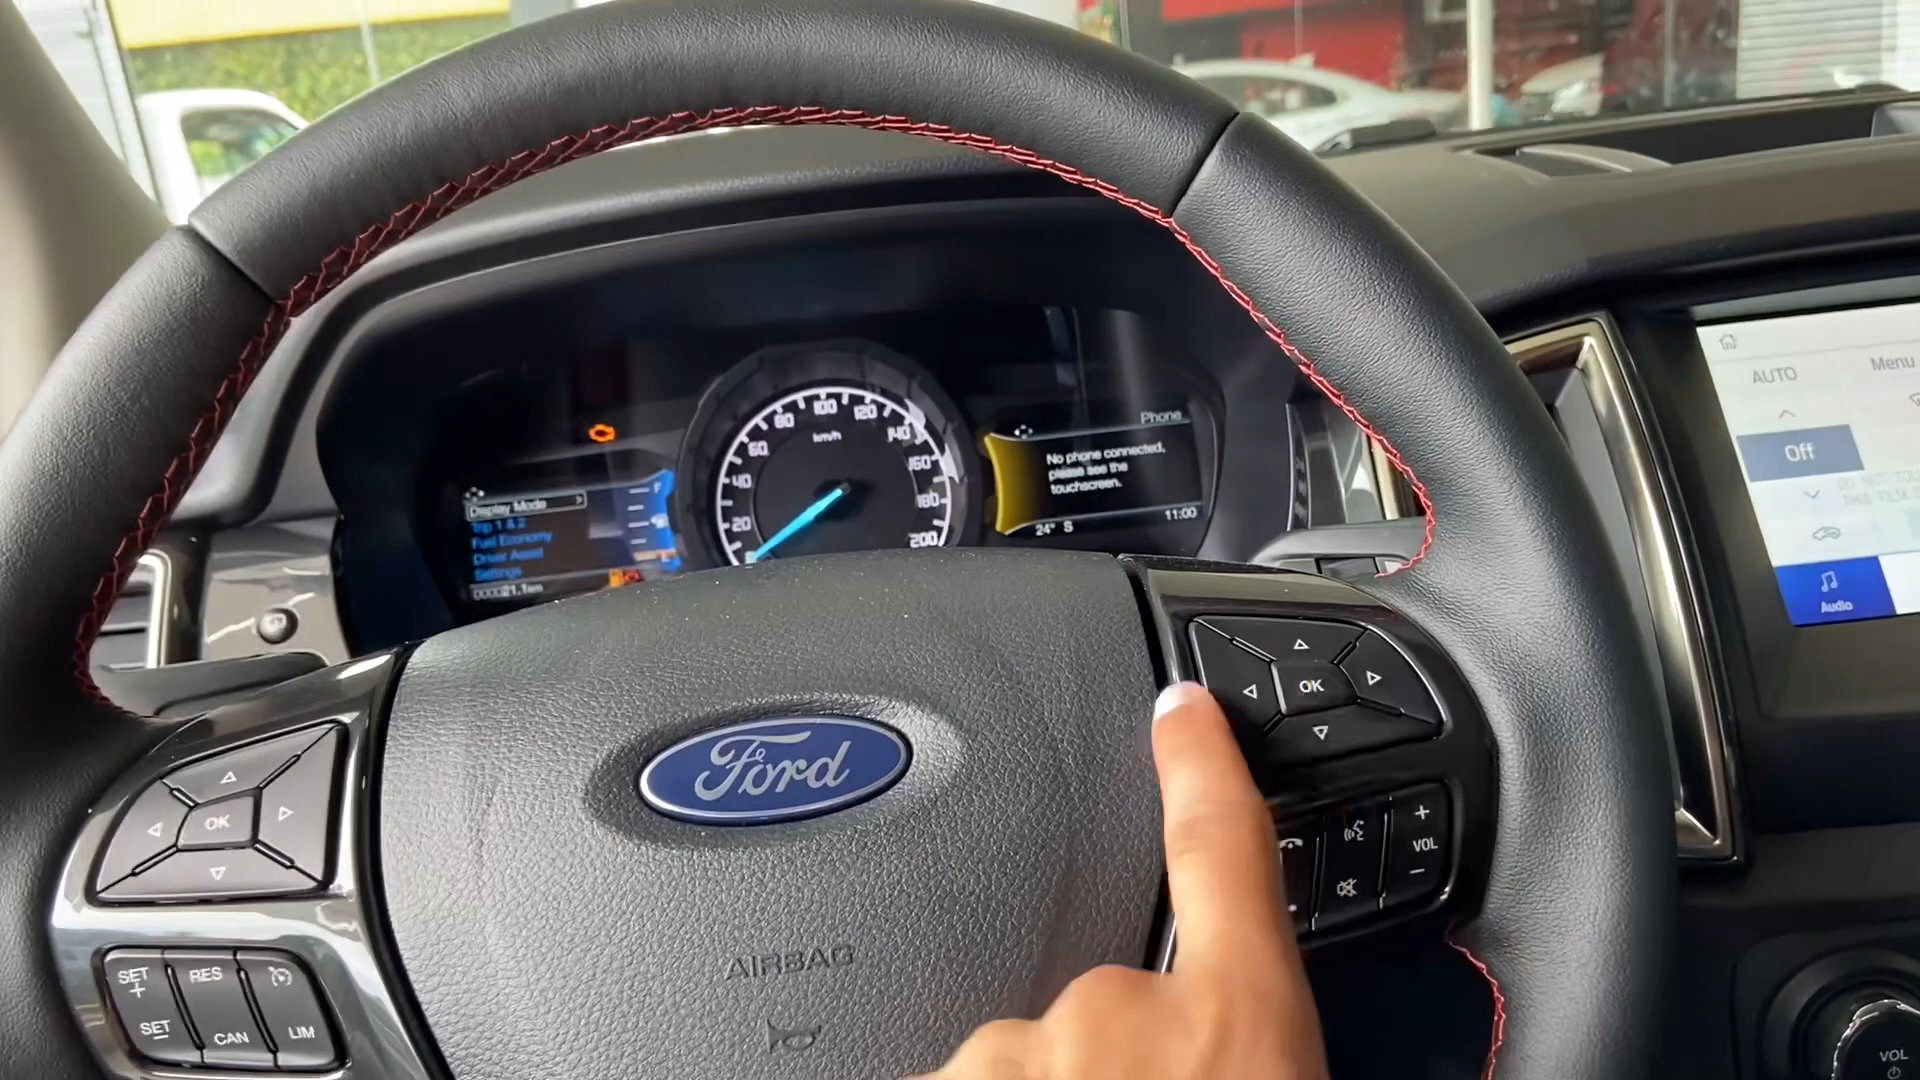 80
100
120
60
km/h
140
40
160
20
180
200
Display Mode
Trip 1 & 2
Fuel Economy
Driver Assist
Settings
000021.1km
Phone
No phone connected,
please see the
touchscreen.
24° S
11:00
AUTO
Menu
Off
Audio
OK
Ford
OK
VOL
AIRBAG
SET
+
RES
SET
CAN
LIM
VOL